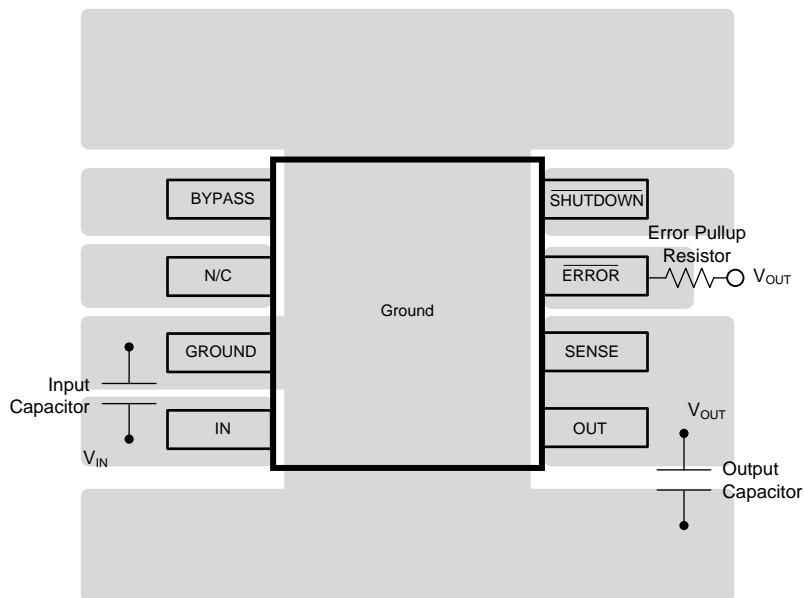 BYPASS
SHUTDOWN
Error Pullup
Resistor
N/C
ERROR
VOUT
Ground
GROUND
SENSE
Input
Capacitor
IN
OUT
VOUT
VIN
Output
Capacitor